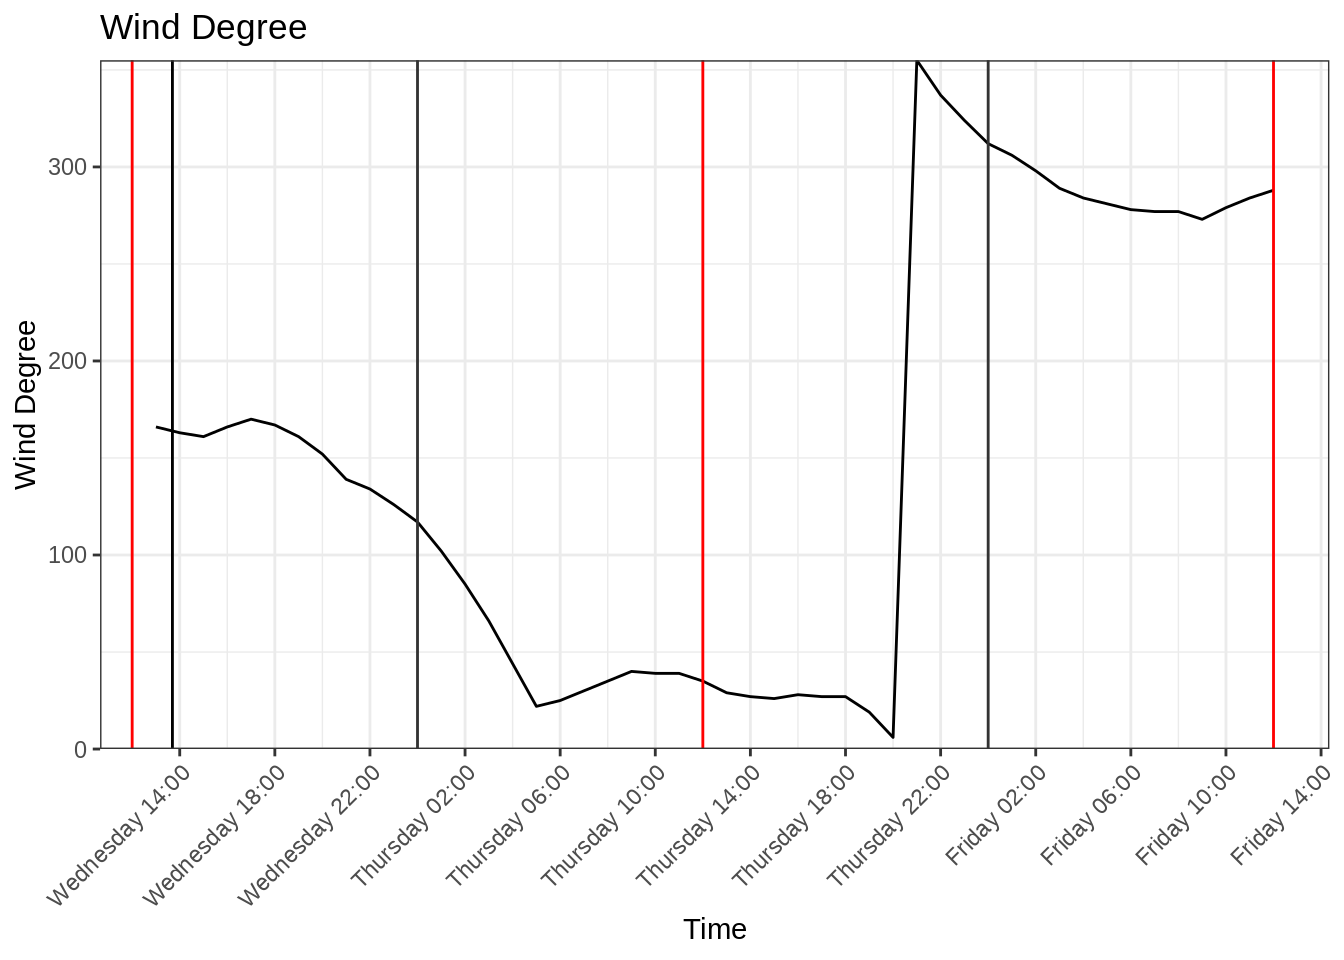 Wind Degree
Wind Degree
300
200
100
0
Wednesday 14:00
Wednesday 18:00
Wednesday 22:00
Thursday 02:00
Thursday 06:00
Thursday 10:00
Thursday 14:00
Thursday 18:00
Thursday 22:00
Friday 02:00
Friday 06:00
Friday 10:00
Friday 14:00
Time